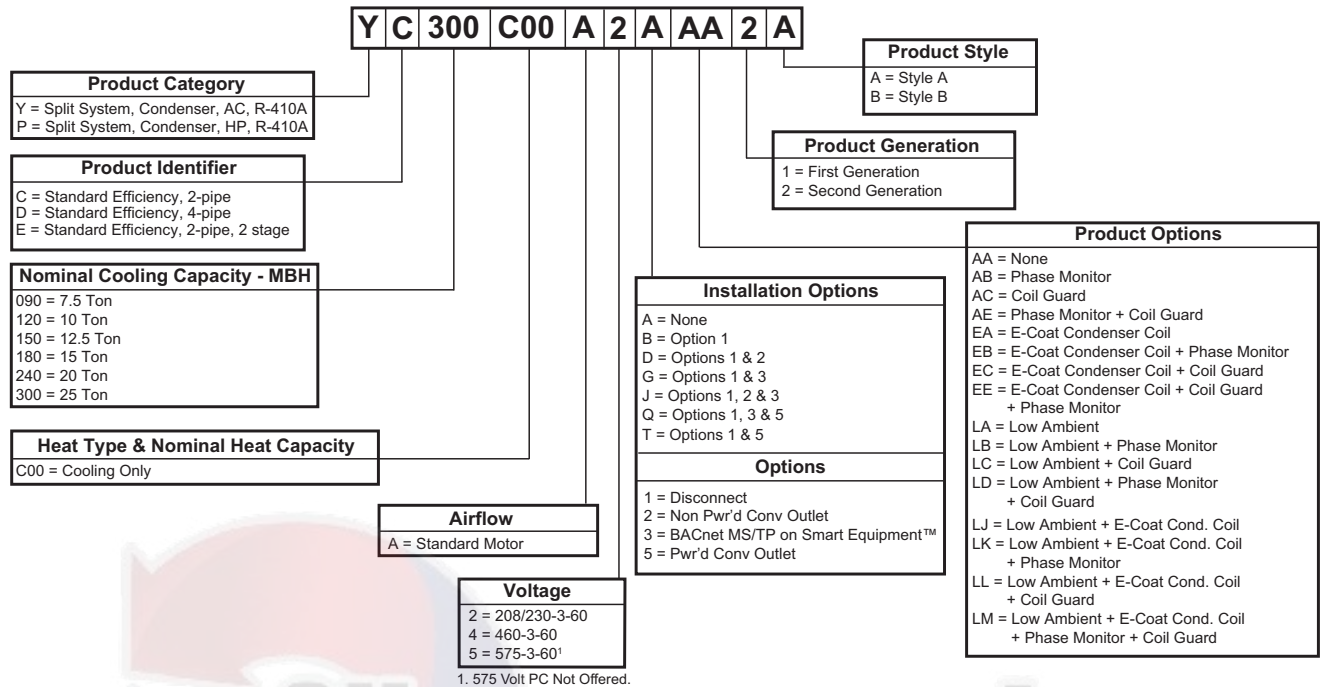 Y C 300 C00 A 2 A AA 2 A
Product Category
Y = Split System, Condenser, AC, R-410A
P = Split System, Condenser, HP, R-410A
Product Identifier
C = Standard Efficiency, 2-pipe
D = Standard Efficiency, 4-pipe
E = Standard Efficiency, 2-pipe, 2 stage
Nominal Cooling Capacity - MBH
090 = 7.5 Ton
120 = 10 Ton
150 = 12.5 Ton
180 = 15 Ton
240 = 20 Ton
300 = 25 Ton
Heat Type & Nominal Heat Capacity
C00 = Cooling Only
Airflow
A = Standard Motor
Voltage
2 = 208/230-3-60
4 = 460-3-60
5 = 575-3-60¹
1. 575 Volt PC Not Offered.
Installation Options
A = None
B = Option 1
D = Options 1 & 2
G = Options 1 & 3
J = Options 1, 2 & 3
Q = Options 1, 3 & 5
T = Options 1 & 5
Options
1 = Disconnect
2 = Non Pwr'd Conv Outlet
3 = BACnet MS/TP on Smart Equipment™
5 = Pwr'd Conv Outlet
Product Options
AA = None
AB = Phase Monitor
AC = Coil Guard
AE = Phase Monitor + Coil Guard
EA = E-Coat Condenser Coil
EB = E-Coat Condenser Coil + Phase Monitor
EC = E-Coat Condenser Coil + Coil Guard
EE = E-Coat Condenser Coil + Coil Guard
+ Phase Monitor
LA = Low Ambient
LB = Low Ambient + Phase Monitor
LC = Low Ambient + Coil Guard
LD = Low Ambient + Phase Monitor
+ Coil Guard
LJ = Low Ambient + E-Coat Cond. Coil
LK = Low Ambient + E-Coat Cond. Coil
+ Phase Monitor
LL = Low Ambient + E-Coat Cond. Coil
+ Coil Guard
LM = Low Ambient + E-Coat Cond. Coil
+ Phase Monitor + Coil Guard
Product Generation
1 = First Generation
2 = Second Generation
Product Style
A = Style A
B = Style B